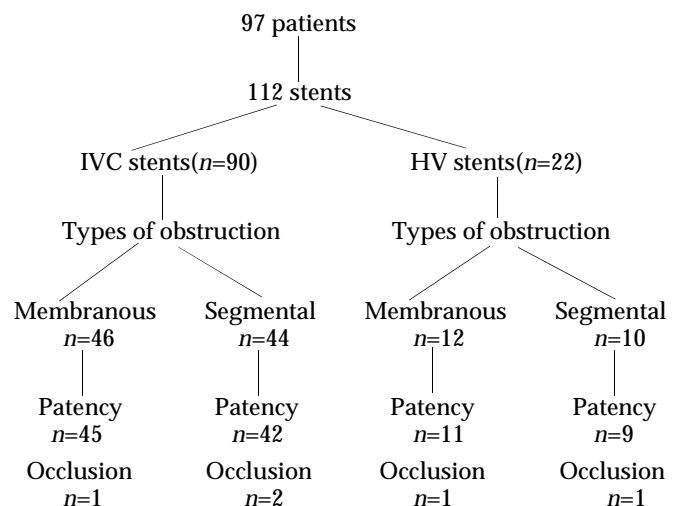 97 patients
112 stents
IVC stents(n=90)
HV stents(n=22)
Types of obstruction
Types of obstruction
Membranous
n=46
Segmental
n=44
Membranous
n=12
Segmental
n=10
Patency
n=45
Patency
n=42
Patency
n=11
Patency
n=9
Occlusion
n=1
Occlusion
n=2
Occlusion
n=1
Occlusion
n=1